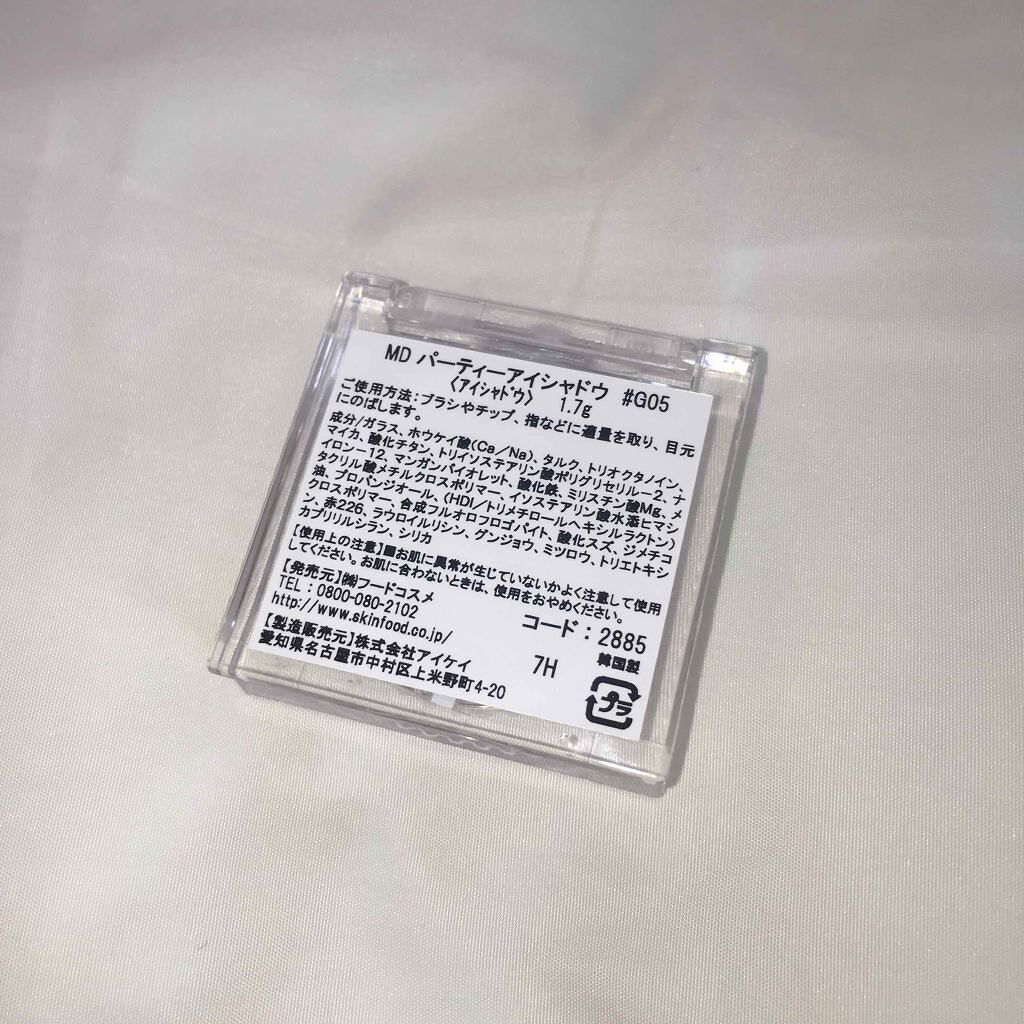 MD パーティーアイシャドウ #G05
〈アイシャドウ〉 1.7g
ご使用方法：ブラシやチップ、指などに適量を取り、目元
にのばします。
成分/ガラス、ホウケイ酸(Ca/Na)、タルク、トリオクタノイン、
マイカ、酸化チタン、トリイソステアリン酸ポリグリセリル-2、ナ
イロン-12、マンガンバイオレット、酸化鉄、ミリスチン酸Mg、メ
タクリル酸メチルクロスポリマー、イソステアリン酸水添ヒマシ
油、プロパンジオール、(HDI/トリメチロールヘキシルラクトン)
クロスポリマー、合成フルオロフロゴパイト、酸化スズ、ジメチコ
ン、赤226、ラウロイルリシン、グンジョウ、ミツロウ、トリエトキシ
カプリリルシラン、シリカ
【使用上の注意】■お肌に異常が生じていないかよく注意して使用
してください。お肌に合わないときは、使用をおやめください。
【発売元】㈱フードコスメ
TEL：0800-080-2102
コード：2885
http://www.skinfood.co.jp/
韓国製
【製造販売元】株式会社アイケイ
7H
愛知県名古屋市中村区上米野町4-20
プラ